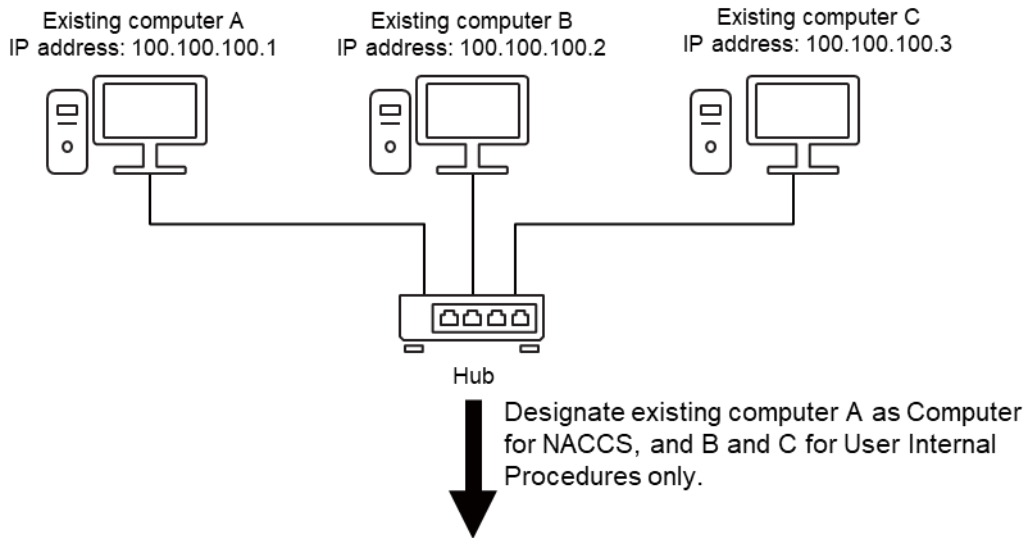 Existing computer A
IP address: 100.100.100.1
Existing computer B
IP address: 100.100.100.2
Existing computer C
IP address: 100.100.100.3
Hub
Designate existing computer A as Computer
for NACCS, and B and C for User Internal
Procedures only.